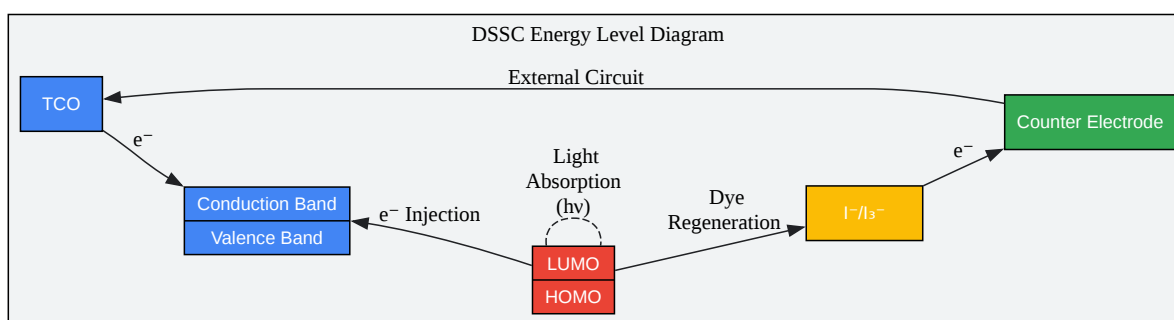 DSSC Energy Level Diagram
External Circuit
TCO
Counter Electrode
e⁻
e⁻
Light
Absorption
(hν)
Conduction Band
Valence Band
e⁻ Injection
Dye
Regeneration
I⁻/I₃⁻
LUMO
HOMO